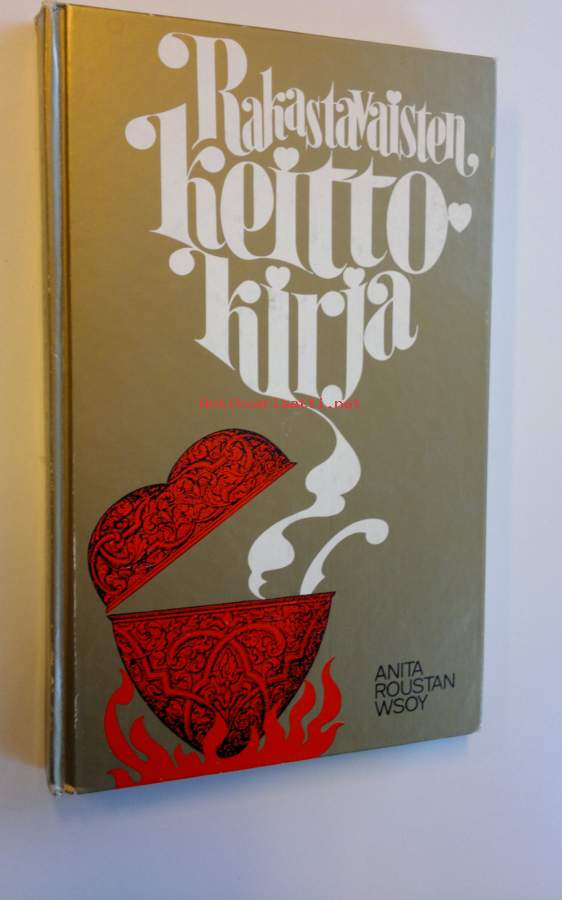 Rakastavaisten
keitto-
kirja
antikvariaatti.net
ANITA
ROUSTAN
WSOY